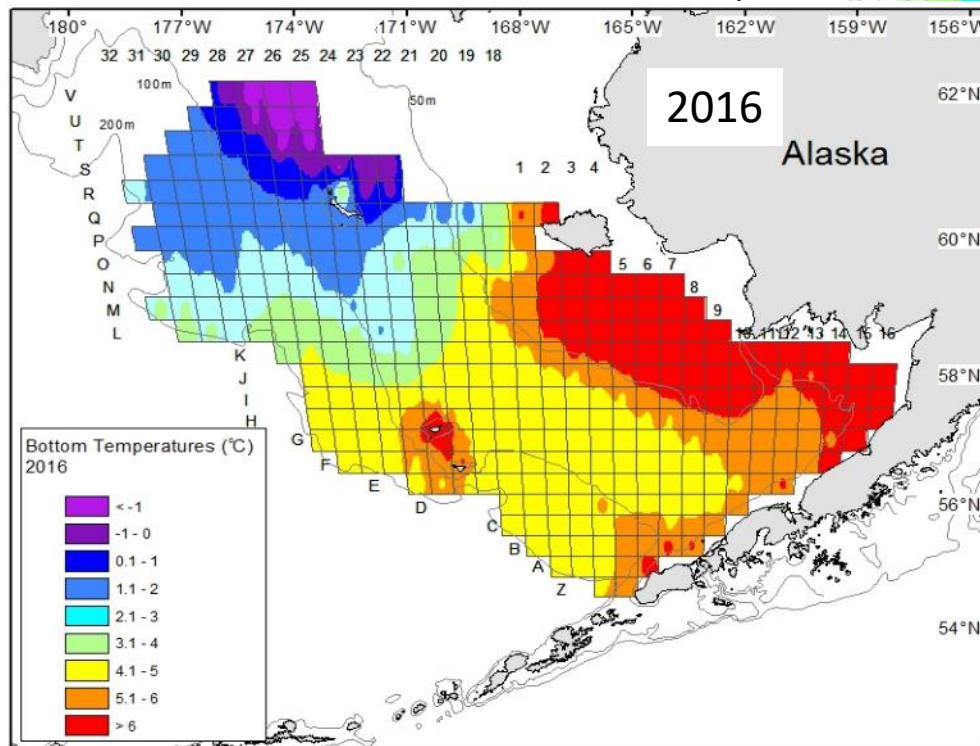 180° 177°W 174°W 171°W 168°W 165°W 162°W 159°W 156°W
32 31 30 29 28 27 26 25 24 23 22 21 20 19 18
100 m
50 m
200 m
62°N
2016
Alaska
V
U
T
S
R
Q
P
O
N
M
L
K
J
I
H
G
F
E
D
C
B
A
Z
1 2 3 4
5 6 7
8
9
10 11 12 13 14 15 16
60°N
58°N
56°N
54°N
Bottom Temperatures (°C)
2016
< -1
-1 - 0
0.1 - 1
1.1 - 2
2.1 - 3
3.1 - 4
4.1 - 5
5.1 - 6
> 6